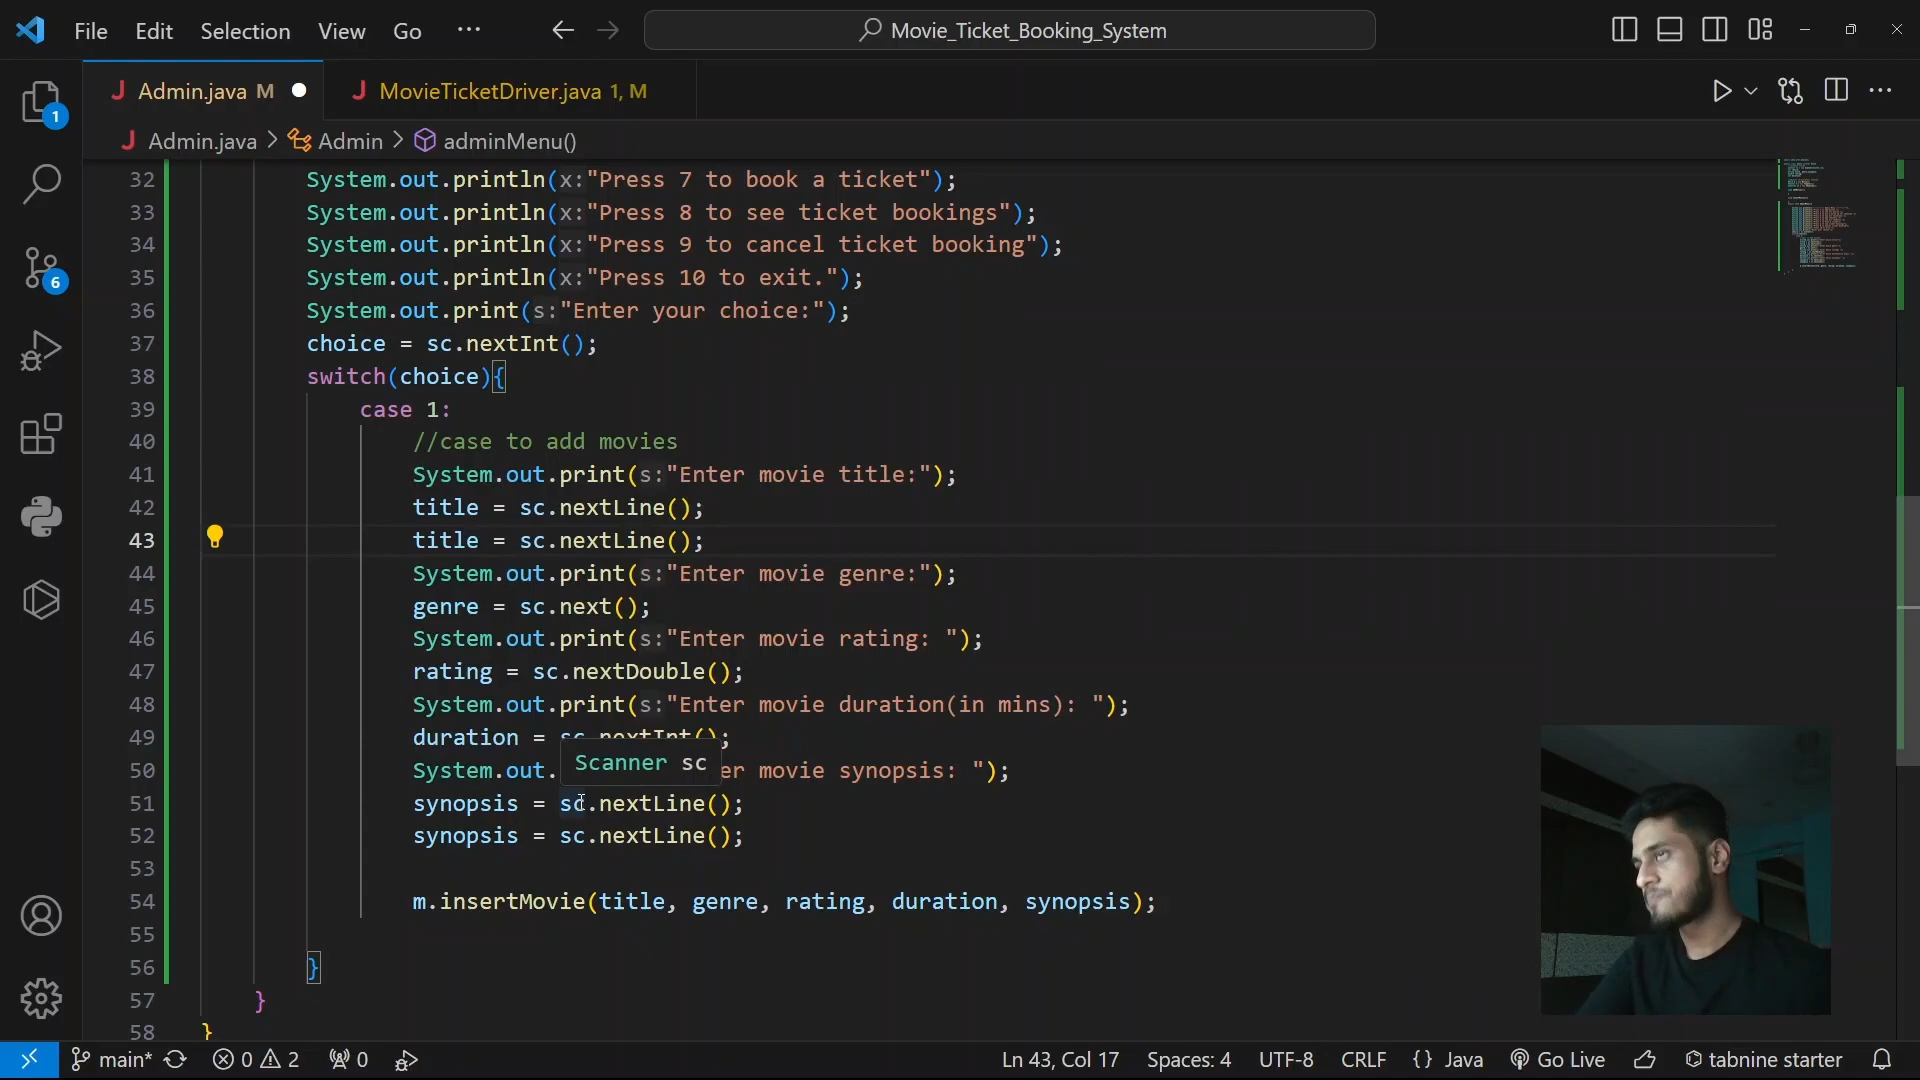 File Edit Selection View Go ··· Movie_Ticket_Booking_System
Admin.java M MovieTicketDriver.java 1, M
Admin.java > Admin > adminMenu()
1
6
32 System.out.println(x:"Press 7 to book a ticket");
33 System.out.println(x:"Press 8 to see ticket bookings");
34 System.out.println(x:"Press 9 to cancel ticket booking");
35 System.out.println(x:"Press 10 to exit.");
36 System.out.print(s:"Enter your choice:");
37 choice = sc.nextInt();
38 switch(choice){
39 case 1:
40 //case to add movies
41 System.out.print(s:"Enter movie title:");
42 title = sc.nextLine();
43 title = sc.nextLine();
44 System.out.print(s:"Enter movie genre:");
45 genre = sc.next();
46 System.out.print(s:"Enter movie rating: ");
47 rating = sc.nextDouble();
48 System.out.print(s:"Enter movie duration(in mins): ");
49 duration = sc.nextInt();
Scanner sc
50 System.out. er movie synopsis: ");
51 synopsis = sc.nextLine();
52 synopsis = sc.nextLine();
53
54 m.insertMovie(title, genre, rating, duration, synopsis);
55
56 }
57 }
58 }
main* 0 2 0 Ln 43, Col 17 Spaces: 4 UTF-8 CRLF {} Java Go Live tabnine starter